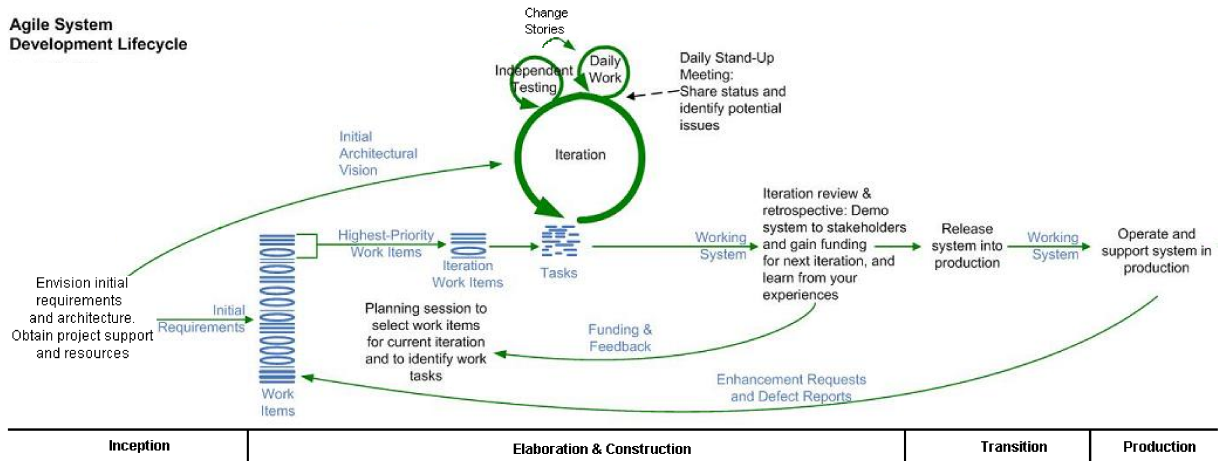 Agile System
Development Lifecycle
Change
Stories
Independent
Testing
Daily
Work
Daily Stand-Up
Meeting:
Share status and
identify potential
issues
Iteration
Initial
Architectural
Vision
Highest-Priority
Work Items
Iteration
Work Items
Tasks
Working
System
Iteration review &
retrospective: Demo
system to stakeholders
and gain funding
for next iteration, and
learn from your
experiences
Release
system into
production
Working
System
Operate and
support system in
production
Envision initial
requirements
and architecture.
Obtain project support
and resources
Initial
Requirements
Work
Items
Planning session to
select work items
for current iteration
and to identify work
tasks
Funding &
Feedback
Enhancement Requests
and Defect Reports
Inception
Elaboration & Construction
Transition
Production